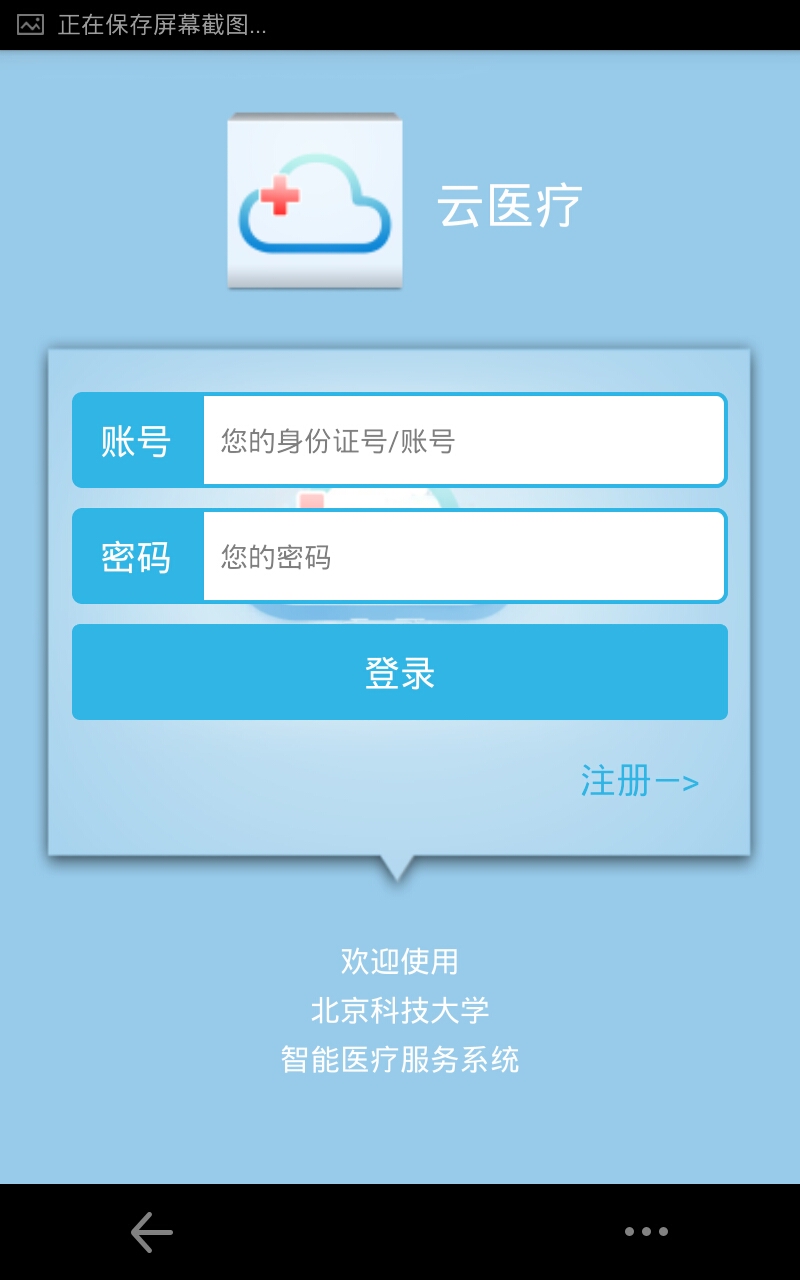 正在保存屏幕截图...
云医疗
账号 您的身份证号/账号
密码 您的密码
登录
注册一>
欢迎使用
北京科技大学
智能医疗服务系统